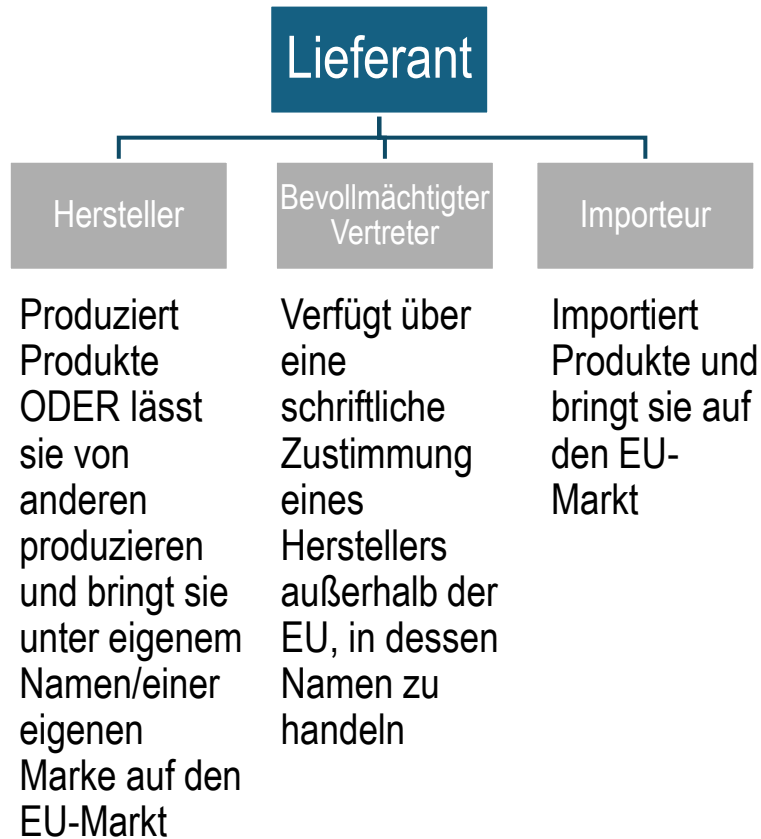 Lieferant
Hersteller
Bevollmächtigter
Vertreter
Importeur
Produziert
Produkte
ODER lässt
sie von
anderen
produzieren
und bringt sie
unter eigenem
Namen/einer
eigenen
Marke auf den
EU-Markt
Verfügt über
eine
schriftliche
Zustimmung
eines
Herstellers
außerhalb der
EU, in dessen
Namen zu
handeln
Importiert
Produkte und
bringt sie auf
den EU-
Markt